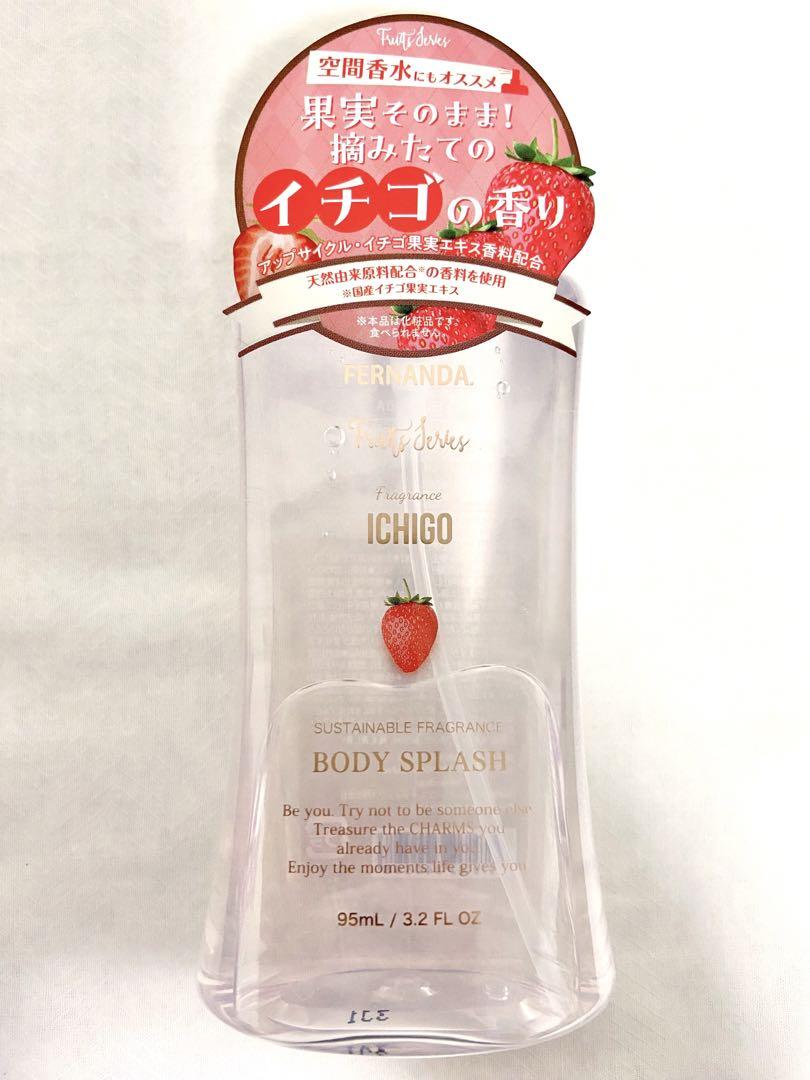 Fruits Series
空間香水にもオススメ
果実そのまま!
摘みたての
イチゴの香り
アップサイクル・イチゴ果実エキス香料配合
天然由来原料配合※の香料を使用
※国産イチゴ果実エキス
※本品は化粧品です。
食べられません。
FERNANDA.
Fruits Series
Fragrance
ICHIGO
SUSTAINABLE FRAGRANCE
BODY SPLASH
Be you. Try not to be someone else.
Treasure the CHARMS you
already have in you
Enjoy the moments life gives you
95mL / 3.2 FL OZ